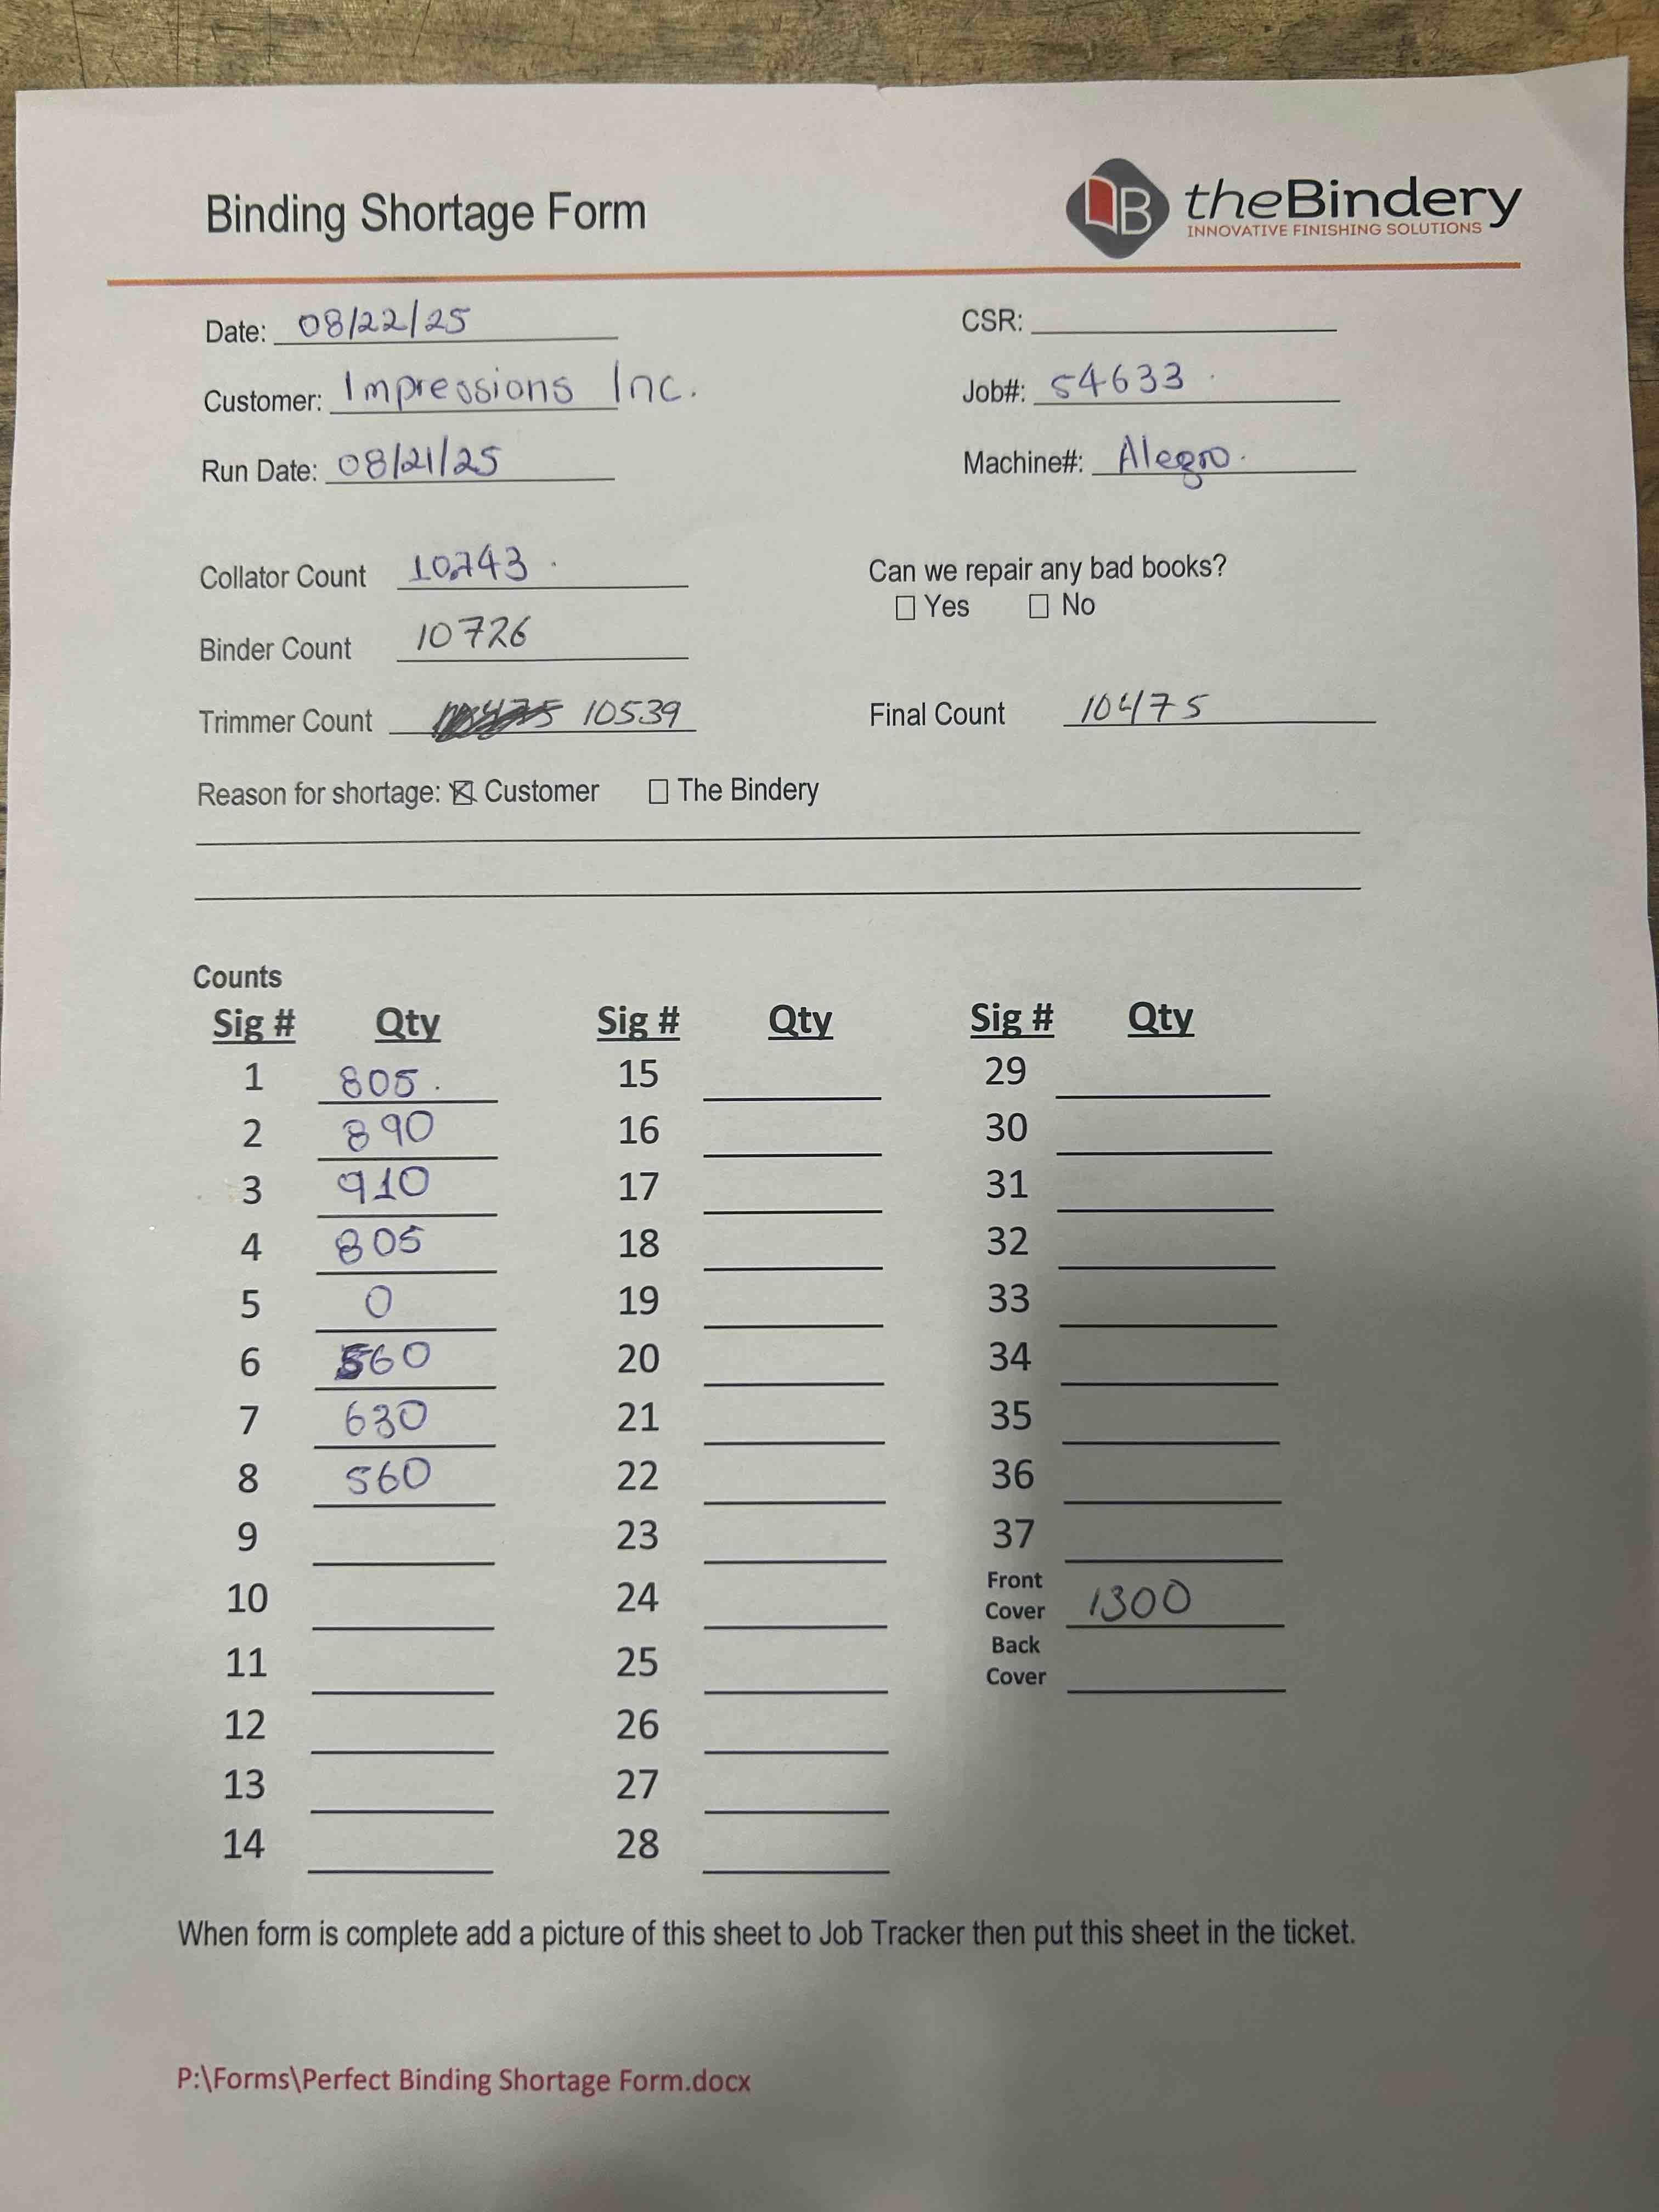 Binding Shortage Form
B theBindery
INNOVATIVE FINISHING SOLUTIONS
Date: 08/22/25 CSR:
Customer: Impressions Inc. Job#: 54633
Run Date: 08/21/25 Machine#: Alegro.
Collator Count 10,743 Can we repair any bad books?
☐ Yes ☐ No
Binder Count 10726
Trimmer Count 10539 Final Count 10475
Reason for shortage: ☒ Customer ☐ The Bindery
Counts
Sig # Qty Sig # Qty Sig # Qty
1 805. 15 29
2 890 16 30
3 910 17 31
4 805 18 32
5 0 19 33
6 560 20 34
7 630 21 35
8 560 22 36
9 23 37
10 24 Front Cover 1300
11 25 Back Cover
12 26
13 27
14 28
When form is complete add a picture of this sheet to Job Tracker then put this sheet in the ticket.
P:\Forms\Perfect Binding Shortage Form.docx